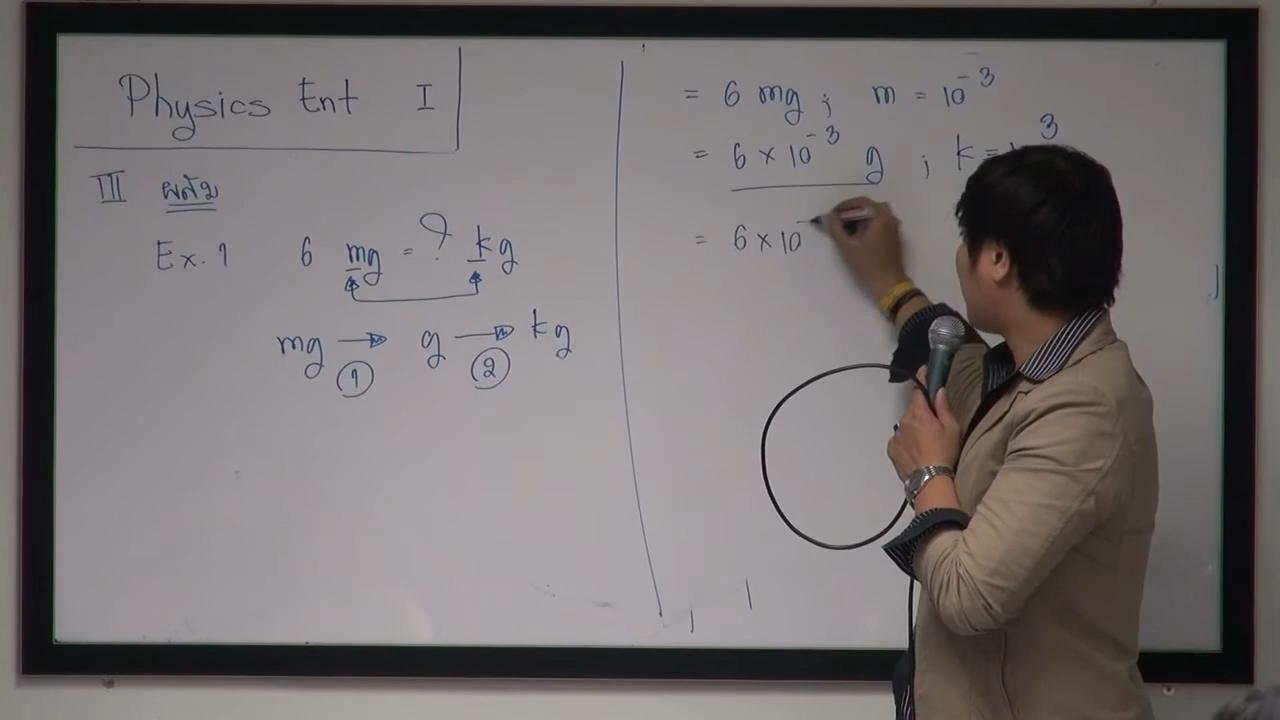 Physics Ent I
III ผสม
Ex. 1 6 mg = ? kg
mg → g → kg
① ②
= 6 mg ; m = 10⁻³
= 6 × 10⁻³ g ; k = 1 ³
= 6 × 10⁻